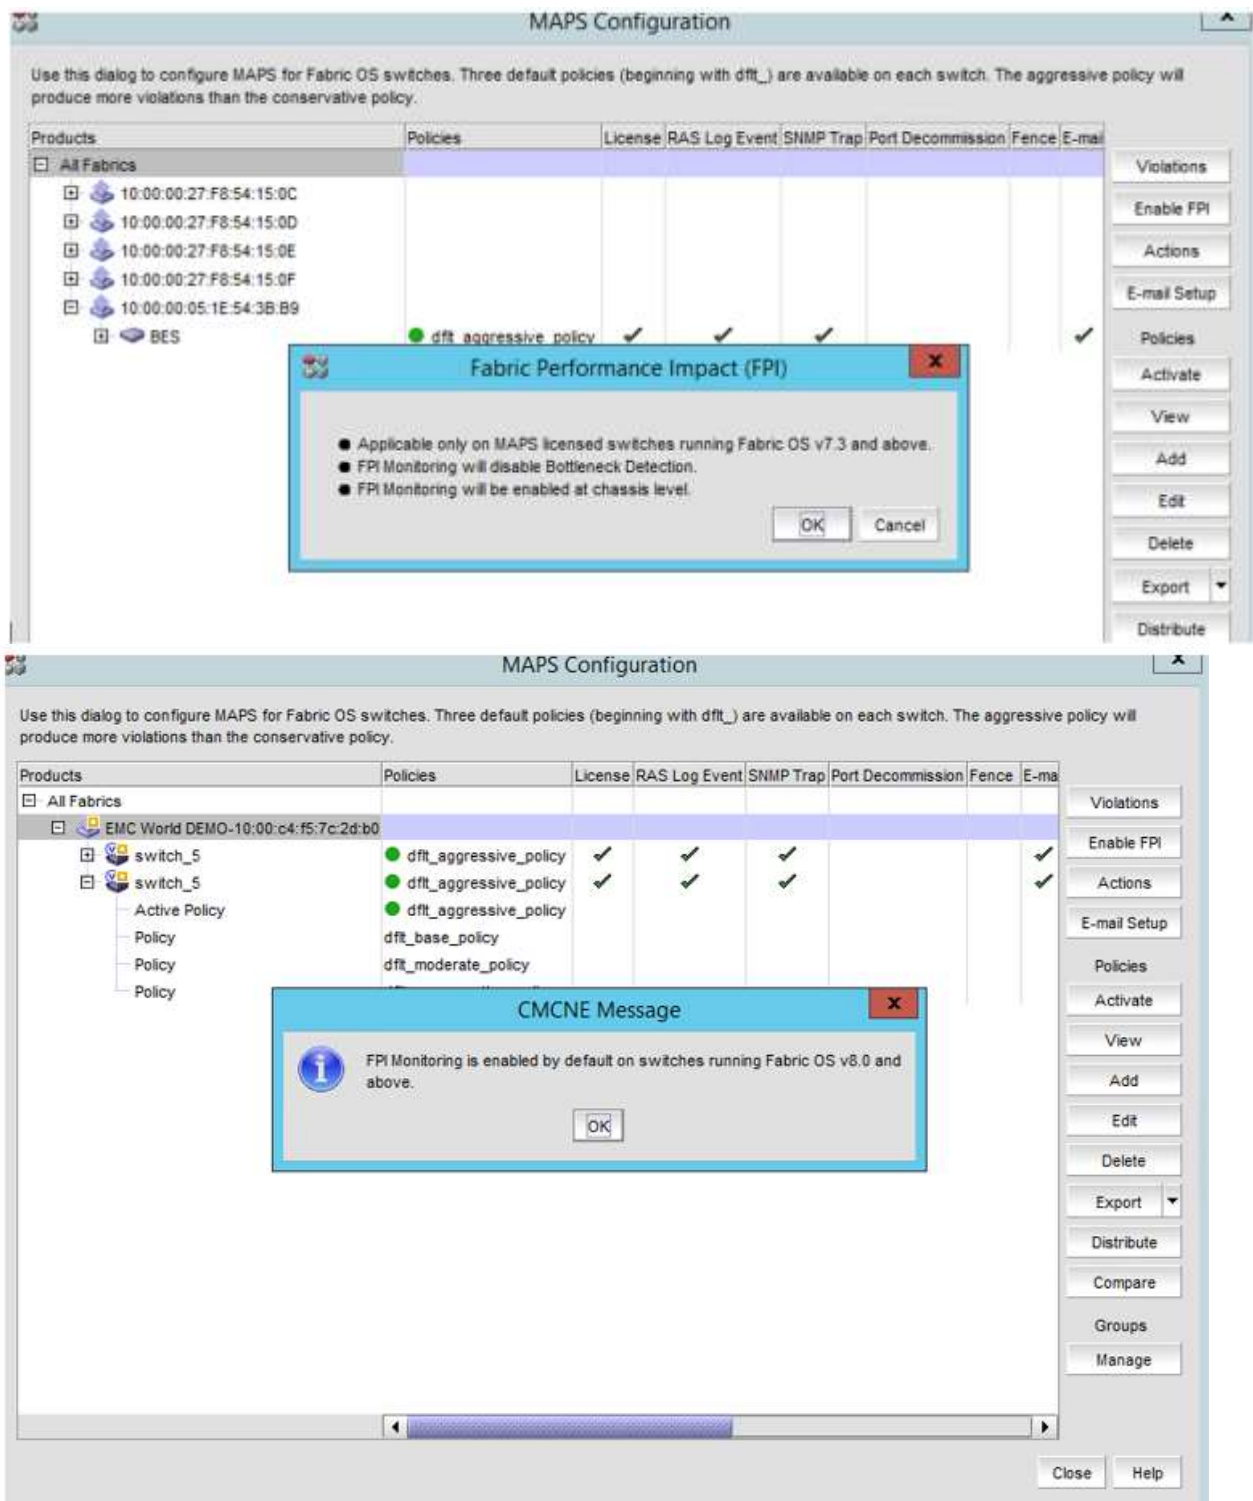 MAPS Configuration
Use this dialog to configure MAPS for Fabric OS switches. Three default policies (beginning with dflt_) are available on each switch. The aggressive policy will
produce more violations than the conservative policy.
Products Policies License RAS Log Event SNMP Trap Port Decommission Fence E-mail
All Fabrics
Violations
10:00:00:27:F8:54:15:0C
Enable FPI
10:00:00:27:F8:54:15:0D
10:00:00:27:F8:54:15:0E
Actions
10:00:00:27:F8:54:15:0F
E-mail Setup
10:00:00:05:1E:54:3B:B9
BES dflt_aggressive_policy
Policies
Fabric Performance Impact (FPI)
Activate
View
Applicable only on MAPS licensed switches running Fabric OS v7.3 and above.
FPI Monitoring will disable Bottleneck Detection.
Add
FPI Monitoring will be enabled at chassis level.
Edit
OK Cancel
Delete
Export
Distribute
MAPS Configuration
Use this dialog to configure MAPS for Fabric OS switches. Three default policies (beginning with dflt_) are available on each switch. The aggressive policy will
produce more violations than the conservative policy.
Products Policies License RAS Log Event SNMP Trap Port Decommission Fence E-ma
All Fabrics
Violations
EMC World DEMO-10:00:c4:f5:7c:2d:b0
Enable FPI
switch_5 dflt_aggressive_policy
switch_5 dflt_aggressive_policy
Actions
Active Policy dflt_aggressive_policy
E-mail Setup
Policy dflt_base_policy
Policy dflt_moderate_policy
Policies
Policy
Activate
CMCNE Message
View
FPI Monitoring is enabled by default on switches running Fabric OS v8.0 and
above.
Add
OK
Edit
Delete
Export
Distribute
Compare
Groups
Manage
Close Help